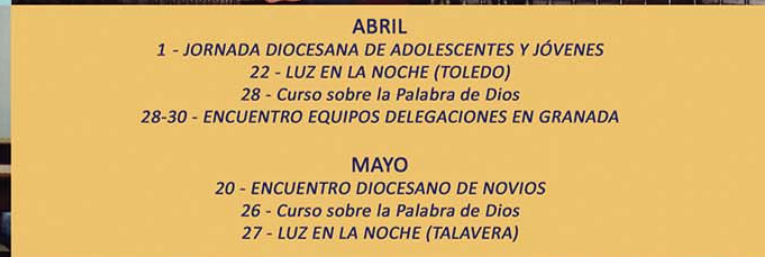 ABRIL
1 - JORNADA DIOCESANA DE ADOLESCENTES Y JÓVENES
22 - LUZ EN LA NOCHE (TOLEDO)
28 - Curso sobre la Palabra de Dios
28-30 - ENCUENTRO EQUIPOS DELEGACIONES EN GRANADA
MAYO
20 - ENCUENTRO DIOCESANO DE NOVIOS
26 - Curso sobre la Palabra de Dios
27 - LUZ EN LA NOCHE (TALAVERA)